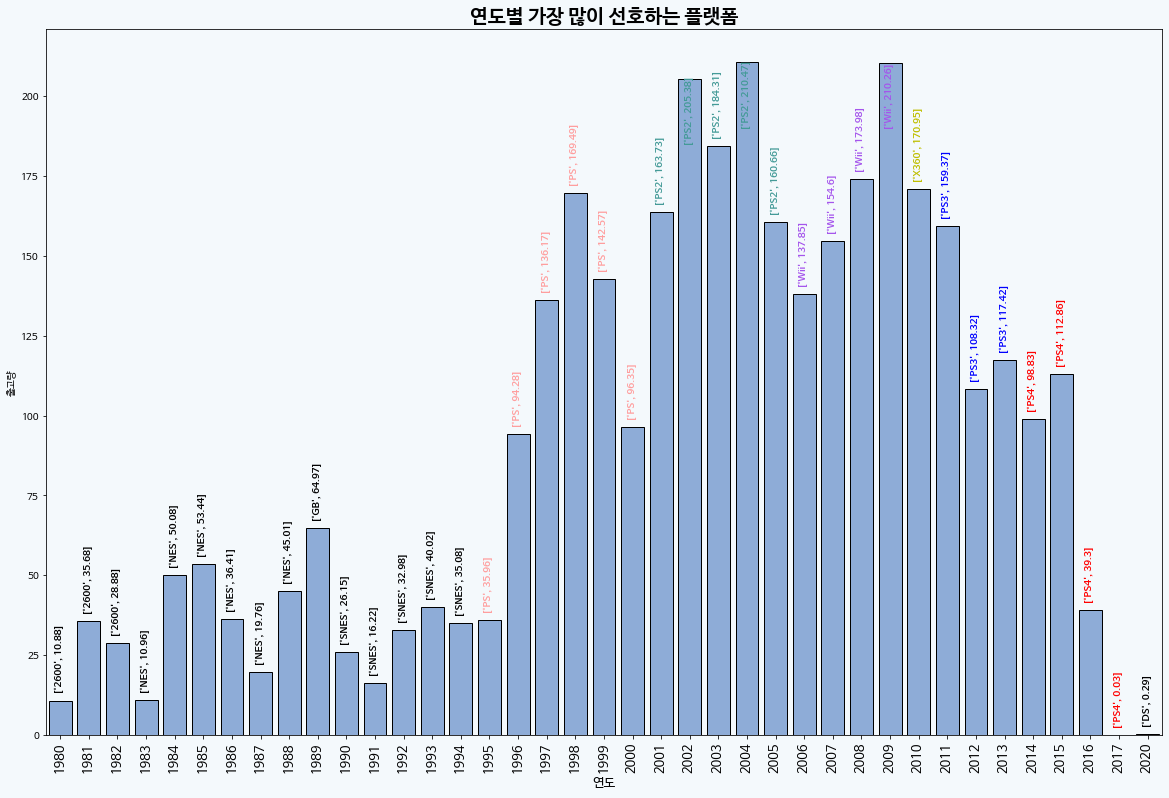 연도별 가장 많이 선호하는 플랫폼
출고량
200
175
150
125
100
75
50
25
0
['2600', 10.88]
['2600', 35.68]
['2600', 28.88]
['NES', 10.96]
['NES', 50.08]
['NES', 53.44]
['NES', 36.41]
['NES', 19.76]
['NES', 45.01]
['GB', 64.97]
['SNES', 26.15]
['SNES', 16.22]
['SNES', 32.98]
['SNES', 40.02]
['SNES', 35.08]
['PS', 35.96]
['PS', 94.28]
['PS', 136.17]
['PS', 169.49]
['PS', 142.57]
['PS', 96.35]
['PS2', 163.73]
['PS2', 205.38]
['PS2', 184.31]
['PS2', 210.47]
['PS2', 160.66]
['Wii', 137.85]
['Wii', 154.6]
['Wii', 173.98]
['Wii', 210.26]
['X360', 170.95]
['PS3', 159.37]
['PS3', 108.32]
['PS3', 117.42]
['PS4', 98.83]
['PS4', 112.86]
['PS4', 39.3]
['PS4', 0.03]
['DS', 0.29]
1980
1981
1982
1983
1984
1985
1986
1987
1988
1989
1990
1991
1992
1993
1994
1995
1996
1997
1998
1999
2000
2001
2002
2003
2004
2005
2006
2007
2008
2009
2010
2011
2012
2013
2014
2015
2016
2017
2020
연도